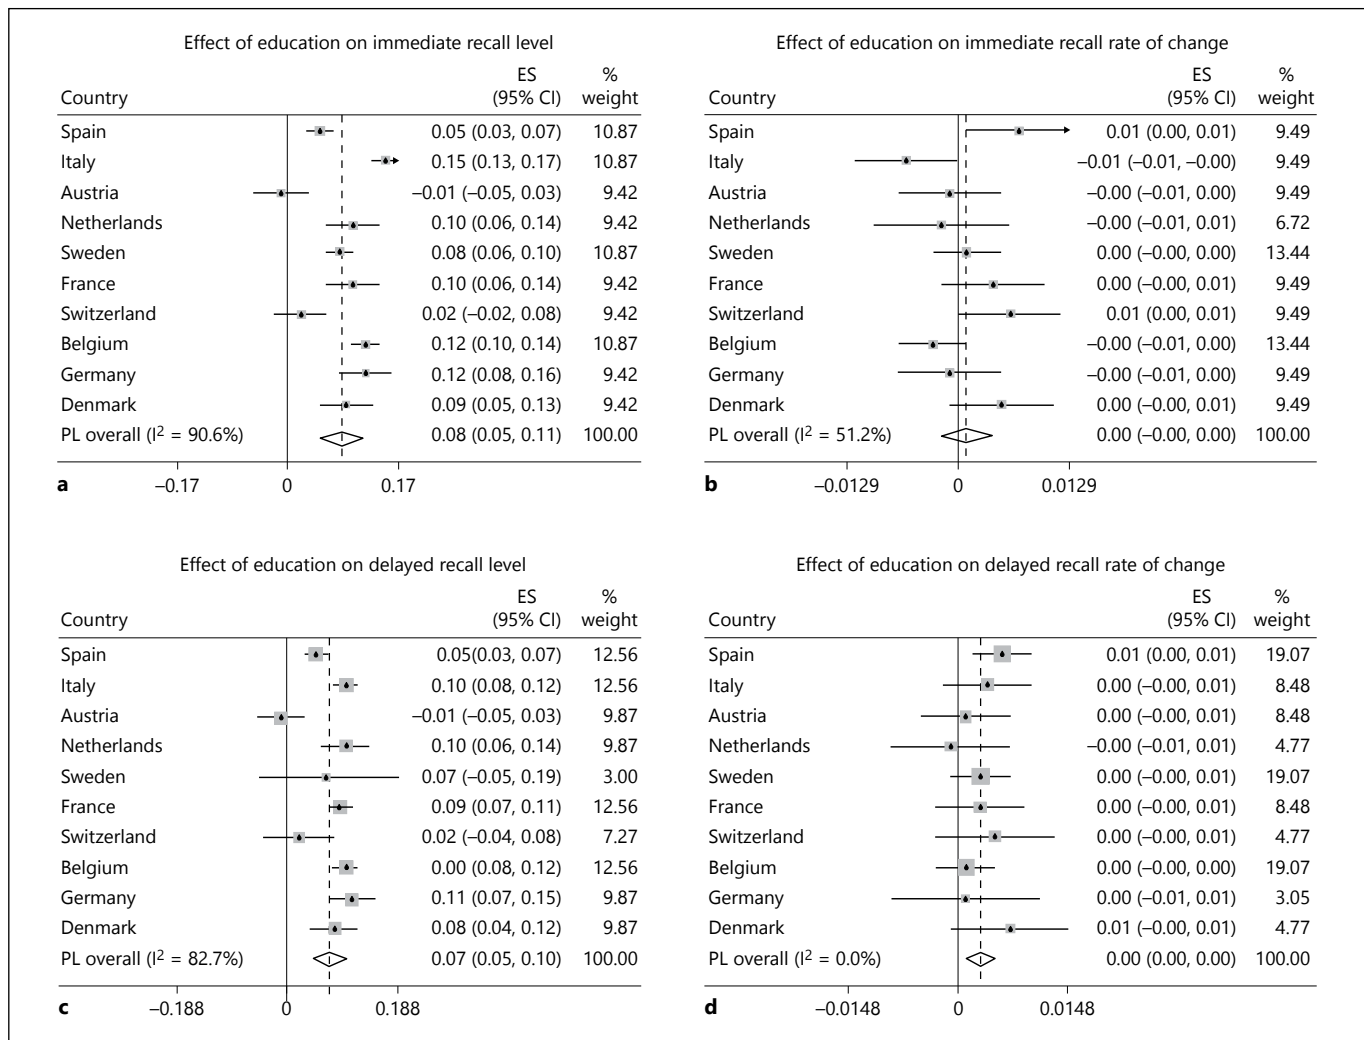 Effect of education on immediate recall level
ES %
Country (95% CI) weight
Spain 0.05 (0.03, 0.07) 10.87
Italy 0.15 (0.13, 0.17) 10.87
Austria –0.01 (–0.05, 0.03) 9.42
Netherlands 0.10 (0.06, 0.14) 9.42
Sweden 0.08 (0.06, 0.10) 10.87
France 0.10 (0.06, 0.14) 9.42
Switzerland 0.02 (–0.02, 0.08) 9.42
Belgium 0.12 (0.10, 0.14) 10.87
Germany 0.12 (0.08, 0.16) 9.42
Denmark 0.09 (0.05, 0.13) 9.42
PL overall (I² = 90.6%) 0.08 (0.05, 0.11) 100.00
a –0.17 0 0.17
Effect of education on immediate recall rate of change
ES %
Country (95% CI) weight
Spain 0.01 (0.00, 0.01) 9.49
Italy –0.01 (–0.01, –0.00) 9.49
Austria –0.00 (–0.01, 0.00) 9.49
Netherlands –0.00 (–0.01, 0.01) 6.72
Sweden 0.00 (–0.00, 0.00) 13.44
France 0.00 (–0.00, 0.01) 9.49
Switzerland 0.01 (0.00, 0.01) 9.49
Belgium –0.00 (–0.01, 0.00) 13.44
Germany –0.00 (–0.01, 0.00) 9.49
Denmark 0.00 (–0.00, 0.01) 9.49
PL overall (I² = 51.2%) 0.00 (–0.00, 0.00) 100.00
b –0.0129 0 0.0129
Effect of education on delayed recall level
ES %
Country (95% CI) weight
Spain 0.05(0.03, 0.07) 12.56
Italy 0.10 (0.08, 0.12) 12.56
Austria –0.01 (–0.05, 0.03) 9.87
Netherlands 0.10 (0.06, 0.14) 9.87
Sweden 0.07 (–0.05, 0.19) 3.00
France 0.09 (0.07, 0.11) 12.56
Switzerland 0.02 (–0.04, 0.08) 7.27
Belgium 0.00 (0.08, 0.12) 12.56
Germany 0.11 (0.07, 0.15) 9.87
Denmark 0.08 (0.04, 0.12) 9.87
PL overall (I² = 82.7%) 0.07 (0.05, 0.10) 100.00
c –0.188 0 0.188
Effect of education on delayed recall rate of change
ES %
Country (95% CI) weight
Spain 0.01 (0.00, 0.01) 19.07
Italy 0.00 (–0.00, 0.01) 8.48
Austria 0.00 (–0.00, 0.01) 8.48
Netherlands –0.00 (–0.01, 0.01) 4.77
Sweden 0.00 (–0.00, 0.01) 19.07
France 0.00 (–0.00, 0.01) 8.48
Switzerland 0.00 (–0.00, 0.01) 4.77
Belgium 0.00 (–0.00, 0.00) 19.07
Germany 0.00 (–0.01, 0.01) 3.05
Denmark 0.01 (–0.00, 0.01) 4.77
PL overall (I² = 0.0%) 0.00 (0.00, 0.00) 100.00
d –0.0148 0 0.0148